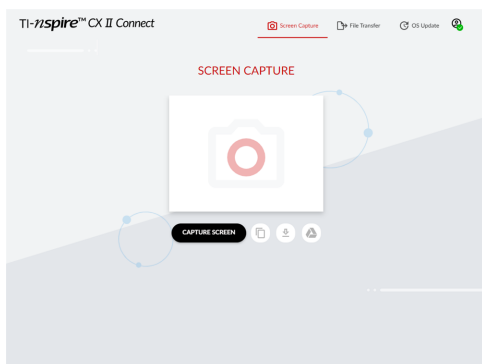 TI-nspire™ CX II Connect
Screen Capture
File Transfer
OS Update
SCREEN CAPTURE
CAPTURE SCREEN